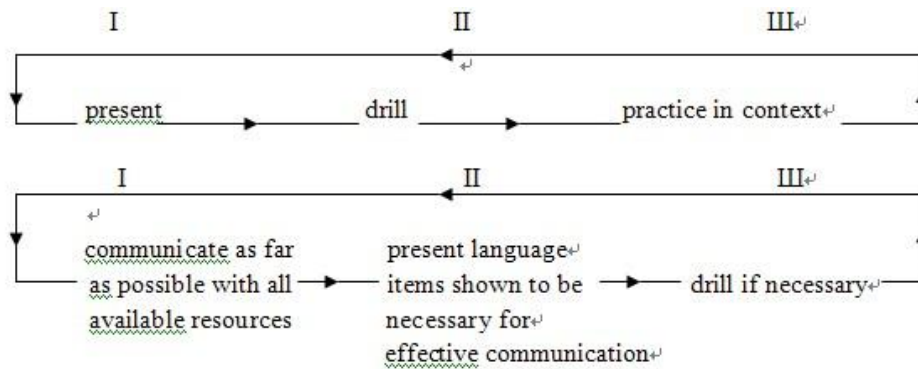 I II III
present drill practice in context
I II III
communicate as far
as possible with all
available resources
present language
items shown to be
necessary for
effective communication
drill if necessary